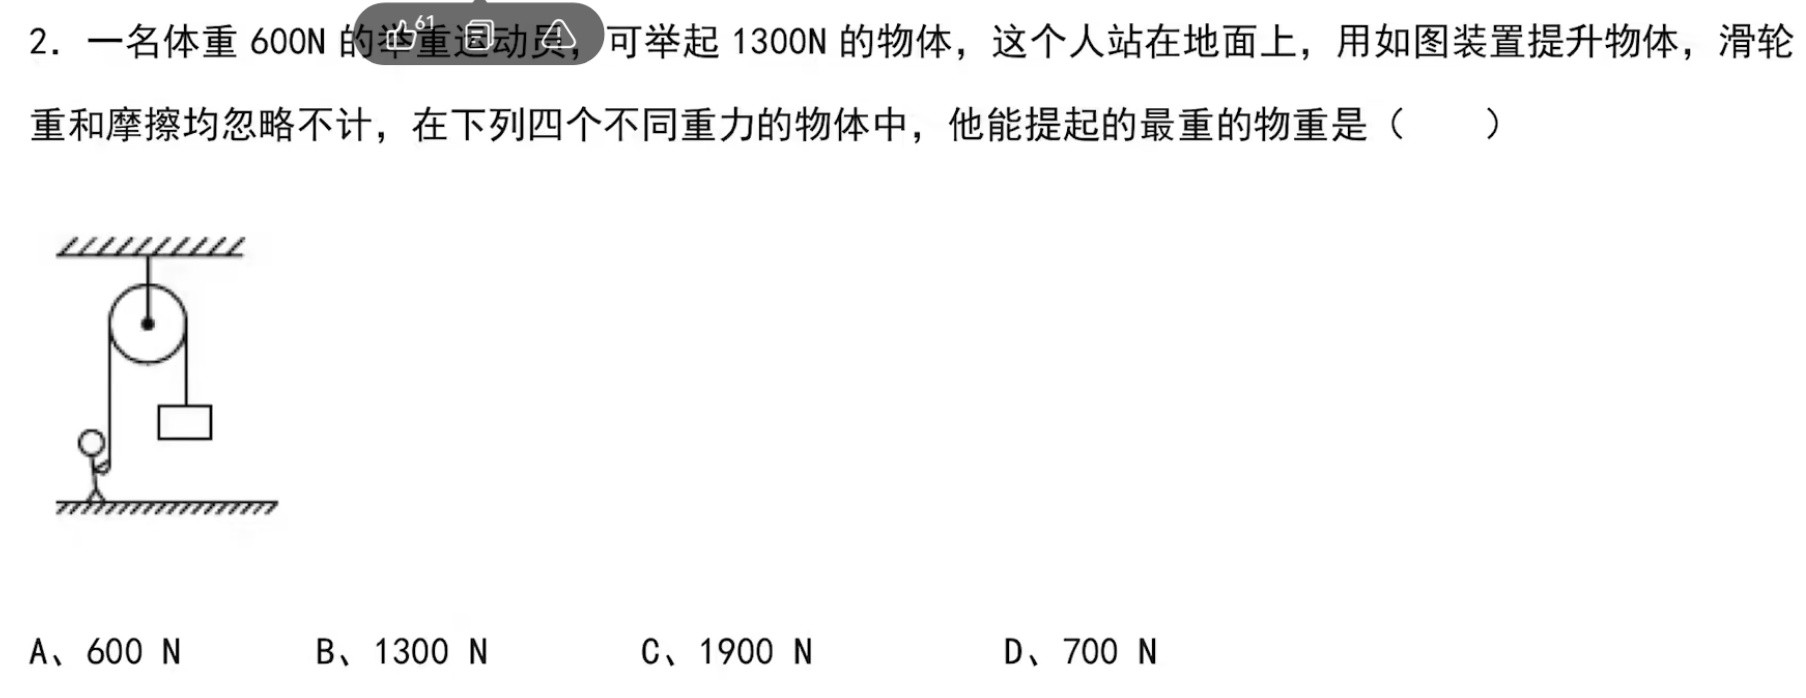 2. 一名体重 600N 的举重运动员，可举起 1300N 的物体，这个人站在地面上，用如图装置提升物体，滑轮
61
重和摩擦均忽略不计，在下列四个不同重力的物体中，他能提起的最重的物重是（　　）
A、600 N　B、1300 N　C、1900 N　D、700 N